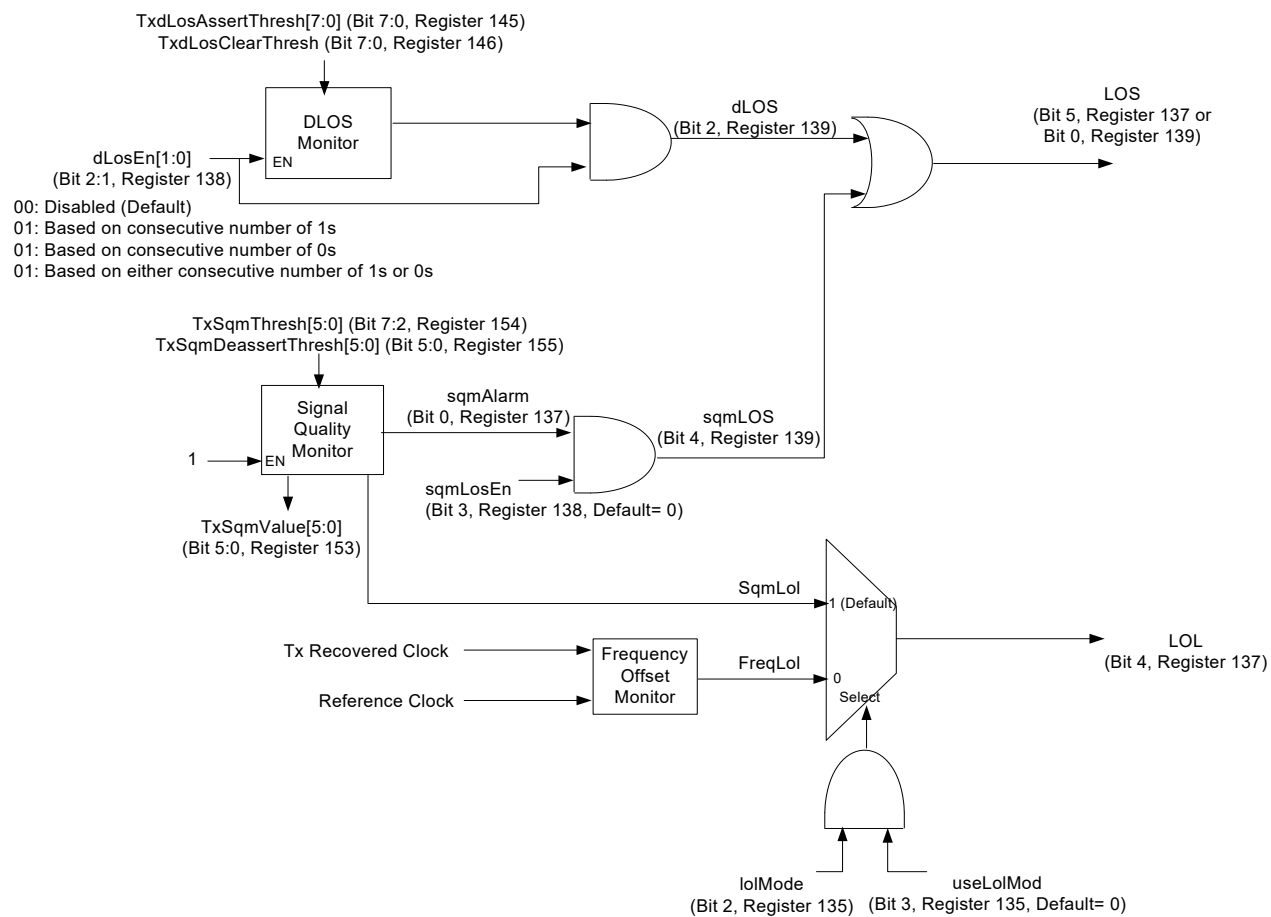 TxdLosAssertThresh[7:0] (Bit 7:0, Register 145)
TxdLosClearThresh (Bit 7:0, Register 146)
DLOS
Monitor
EN
dLosEn[1:0]
(Bit 2:1, Register 138)
00: Disabled (Default)
01: Based on consecutive number of 1s
01: Based on consecutive number of 0s
01: Based on either consecutive number of 1s or 0s
dLOS
(Bit 2, Register 139)
LOS
(Bit 5, Register 137 or
Bit 0, Register 139)
TxSqmThresh[5:0] (Bit 7:2, Register 154)
TxSqmDeassertThresh[5:0] (Bit 5:0, Register 155)
Signal
Quality
Monitor
1
EN
sqmAlarm
(Bit 0, Register 137)
sqmLOS
(Bit 4, Register 139)
sqmLosEn
(Bit 3, Register 138, Default= 0)
TxSqmValue[5:0]
(Bit 5:0, Register 153)
SqmLol
1 (Default)
Tx Recovered Clock
Reference Clock
Frequency
Offset
Monitor
FreqLol
0
Select
LOL
(Bit 4, Register 137)
lolMode
(Bit 2, Register 135)
useLolMod
(Bit 3, Register 135, Default= 0)